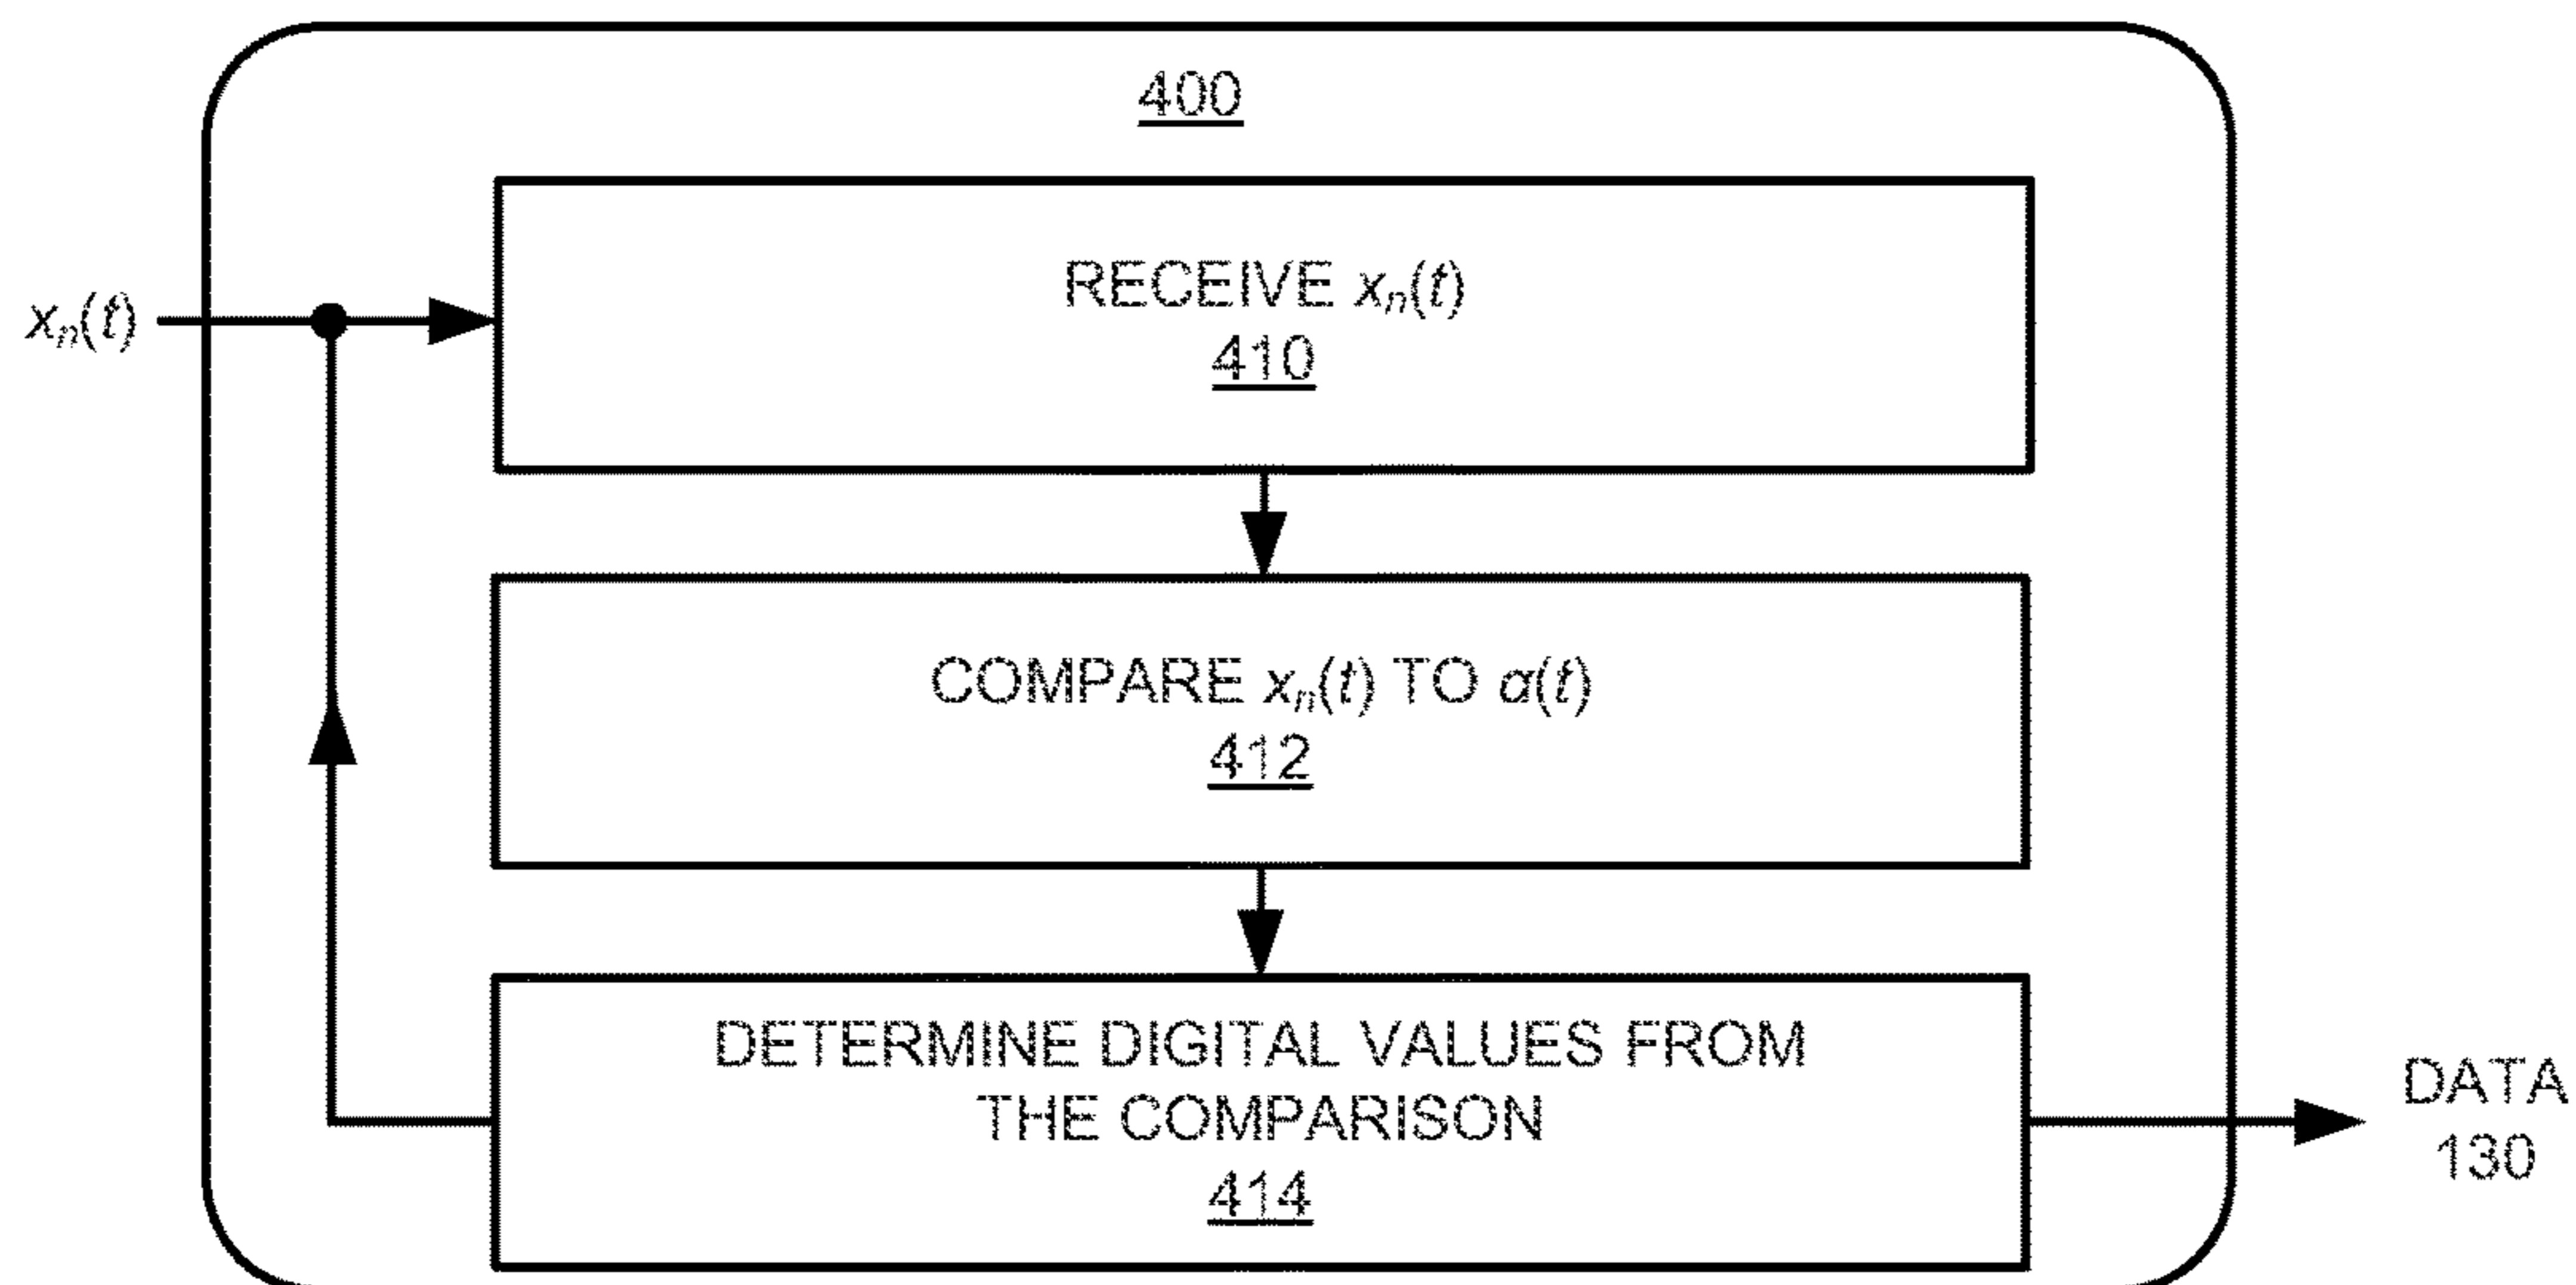 400
RECEIVE xn(t)
410
xn(t)
COMPARE xn(t) TO α(t)
412
DETERMINE DIGITAL VALUES FROM
THE COMPARISON
414
DATA
130